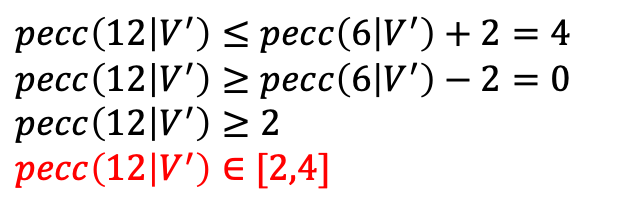 pecc(12|V′) ≤ pecc(6|V′) + 2 = 4
pecc(12|V′) ≥ pecc(6|V′) − 2 = 0
pecc(12|V′) ≥ 2
pecc(12|V′) ∈ [2,4]